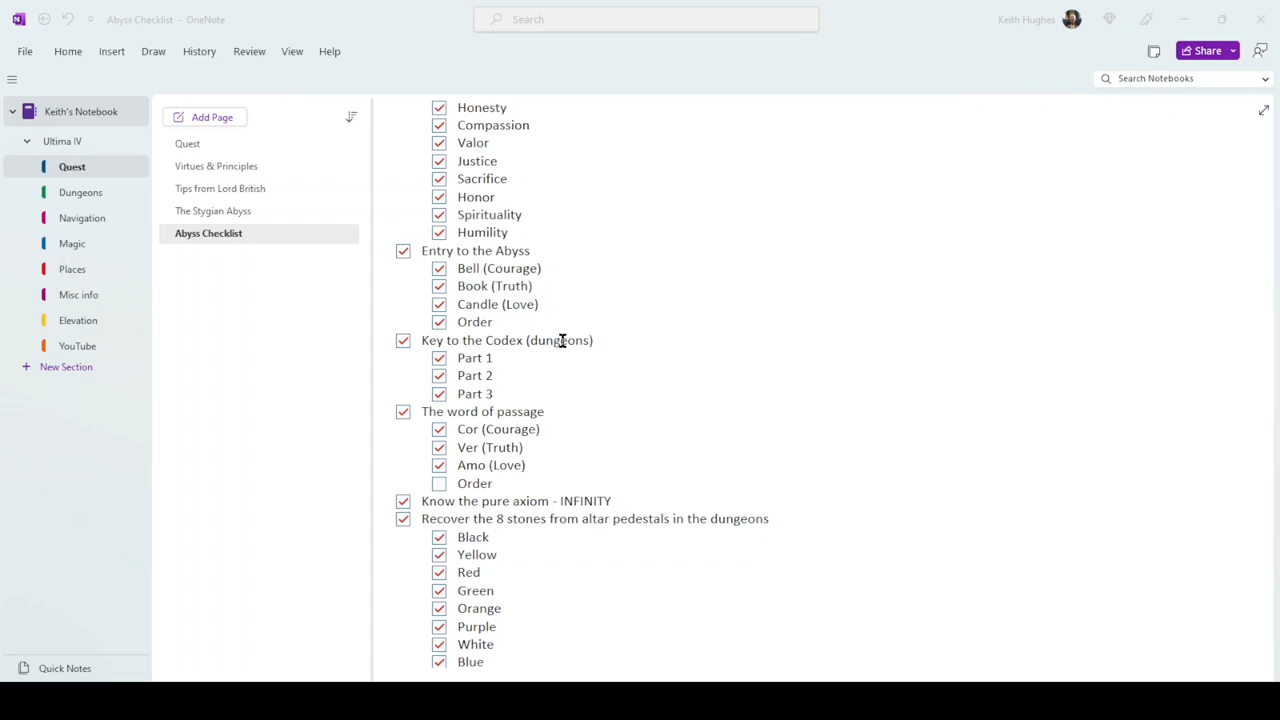 Abyss Checklist - OneNote
Search
Keith Hughes
File Home Insert Draw History Review View Help
Share
Search Notebooks
Keith's Notebook
Ultima IV
Quest
Dungeons
Navigation
Magic
Places
Misc info
Elevation
YouTube
New Section
Quick Notes
Add Page
Quest
Virtues & Principles
Tips from Lord British
The Stygian Abyss
Abyss Checklist
Honesty
Compassion
Valor
Justice
Sacrifice
Honor
Spirituality
Humility
Entry to the Abyss
Bell (Courage)
Book (Truth)
Candle (Love)
Order
Key to the Codex (dungeons)
Part 1
Part 2
Part 3
The word of passage
Cor (Courage)
Ver (Truth)
Amo (Love)
Order
Know the pure axiom - INFINITY
Recover the 8 stones from altar pedestals in the dungeons
Black
Yellow
Red
Green
Orange
Purple
White
Blue